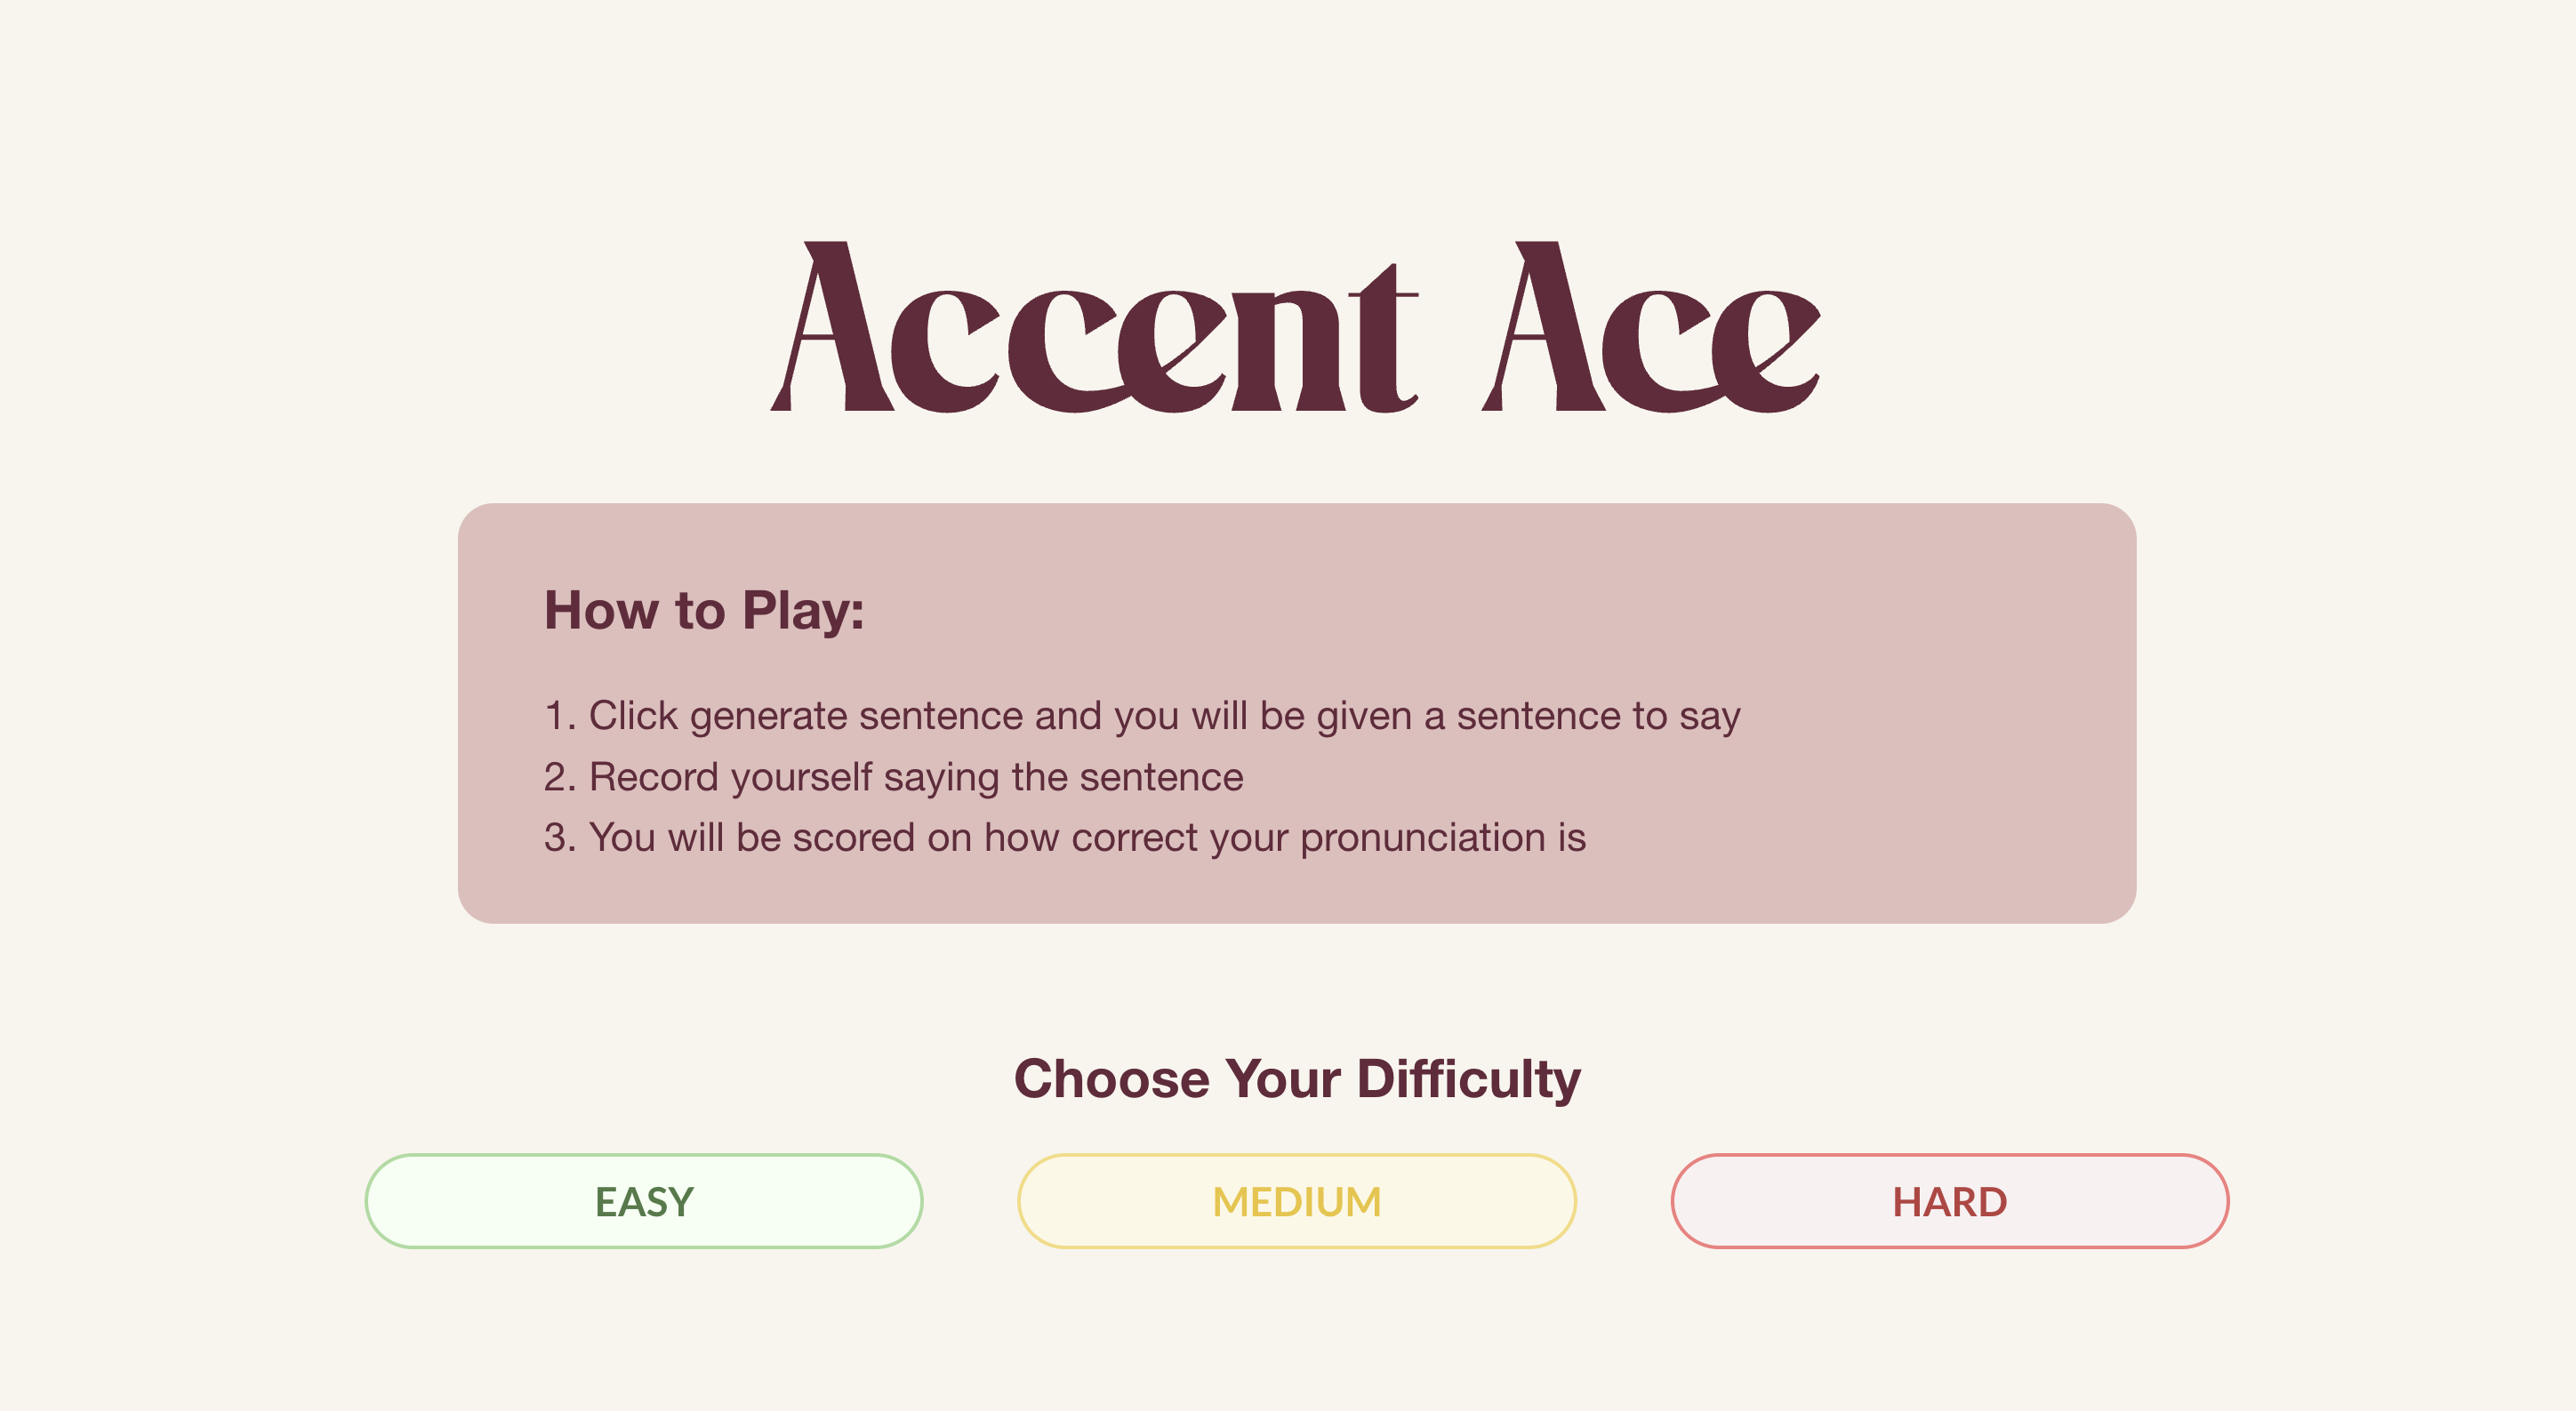 Accent Ace
How to Play:
1. Click generate sentence and you will be given a sentence to say
2. Record yourself saying the sentence
3. You will be scored on how correct your pronunciation is
Choose Your Difficulty
EASY
MEDIUM
HARD